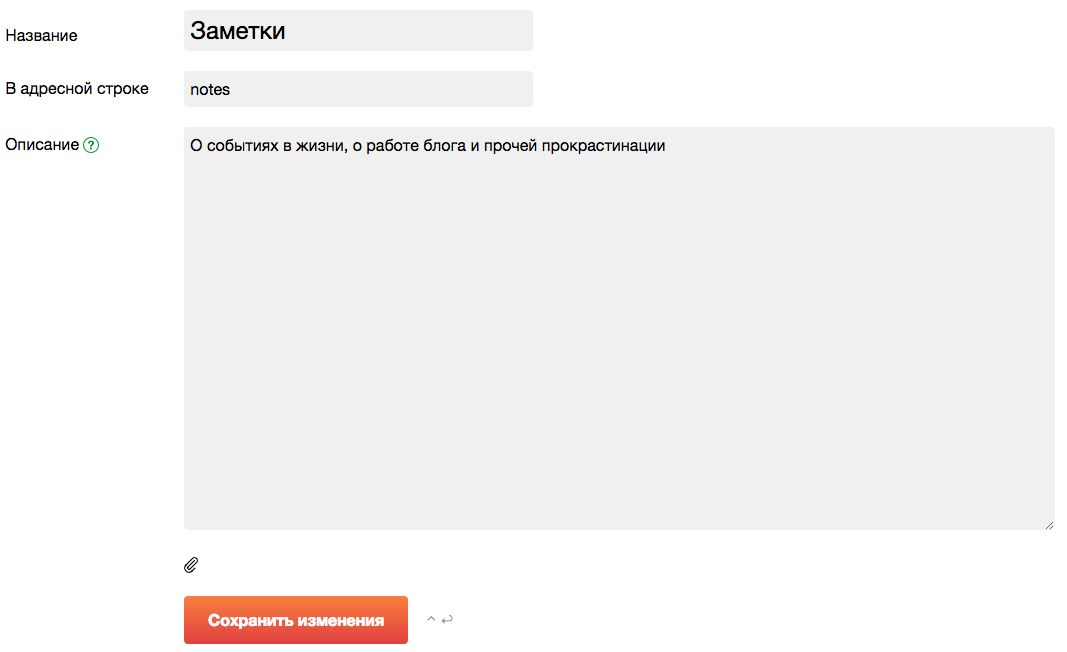 Название
Заметки
В адресной строке
notes
Описание ?
О событиях в жизни, о работе блога и прочей прокрастинации
Сохранить изменения